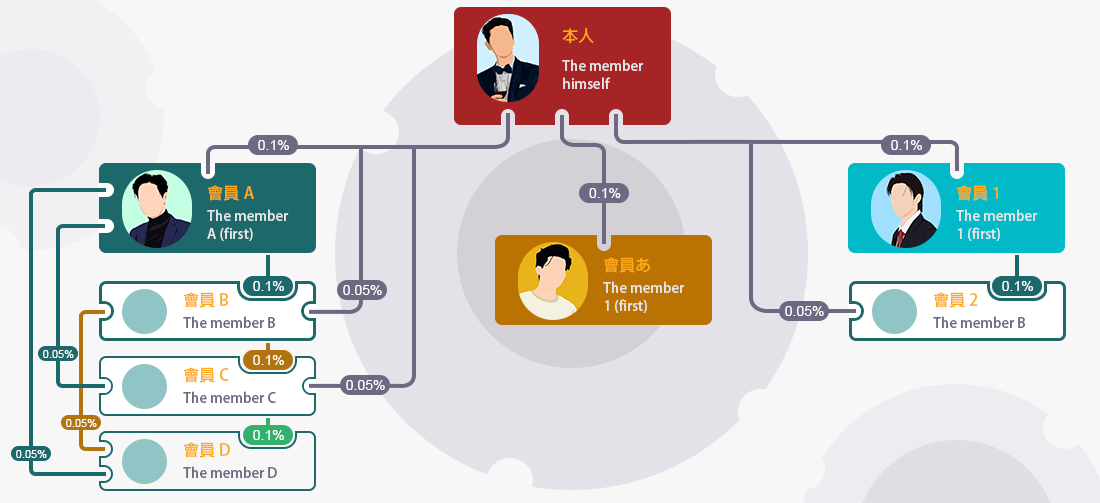 本人
The member
himself
0.1%
0.1%
0.1%
會員 A
The member
A (first)
會員あ
The member
1 (first)
會員 1
The member
1 (first)
0.1%
會員 B
The member B
0.05%
0.1%
會員 2
The member B
0.05%
0.05%
0.1%
會員 C
The member C
0.05%
0.05%
0.1%
會員 D
The member D
0.05%